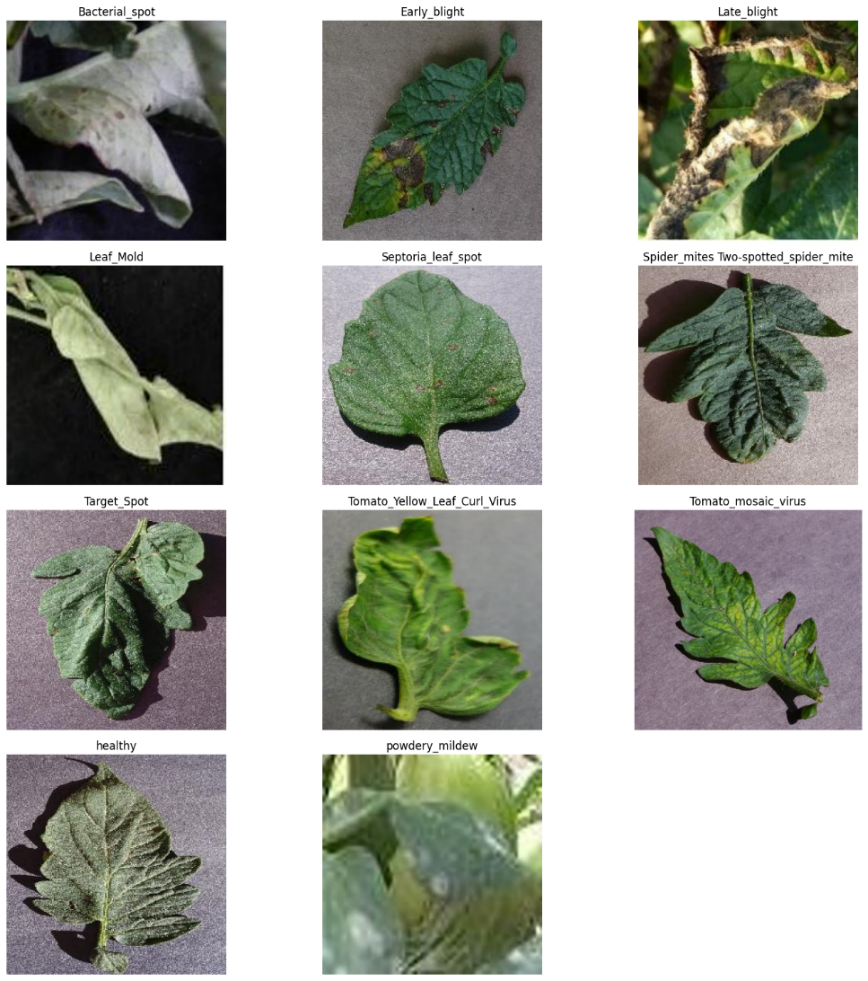 Bacterial_spot
Early_blight
Late_blight
Leaf_Mold
Septoria_leaf_spot
Spider_mites Two-spotted_spider_mite
Target_Spot
Tomato_Yellow_Leaf_Curl_Virus
Tomato_mosaic_virus
healthy
powdery_mildew